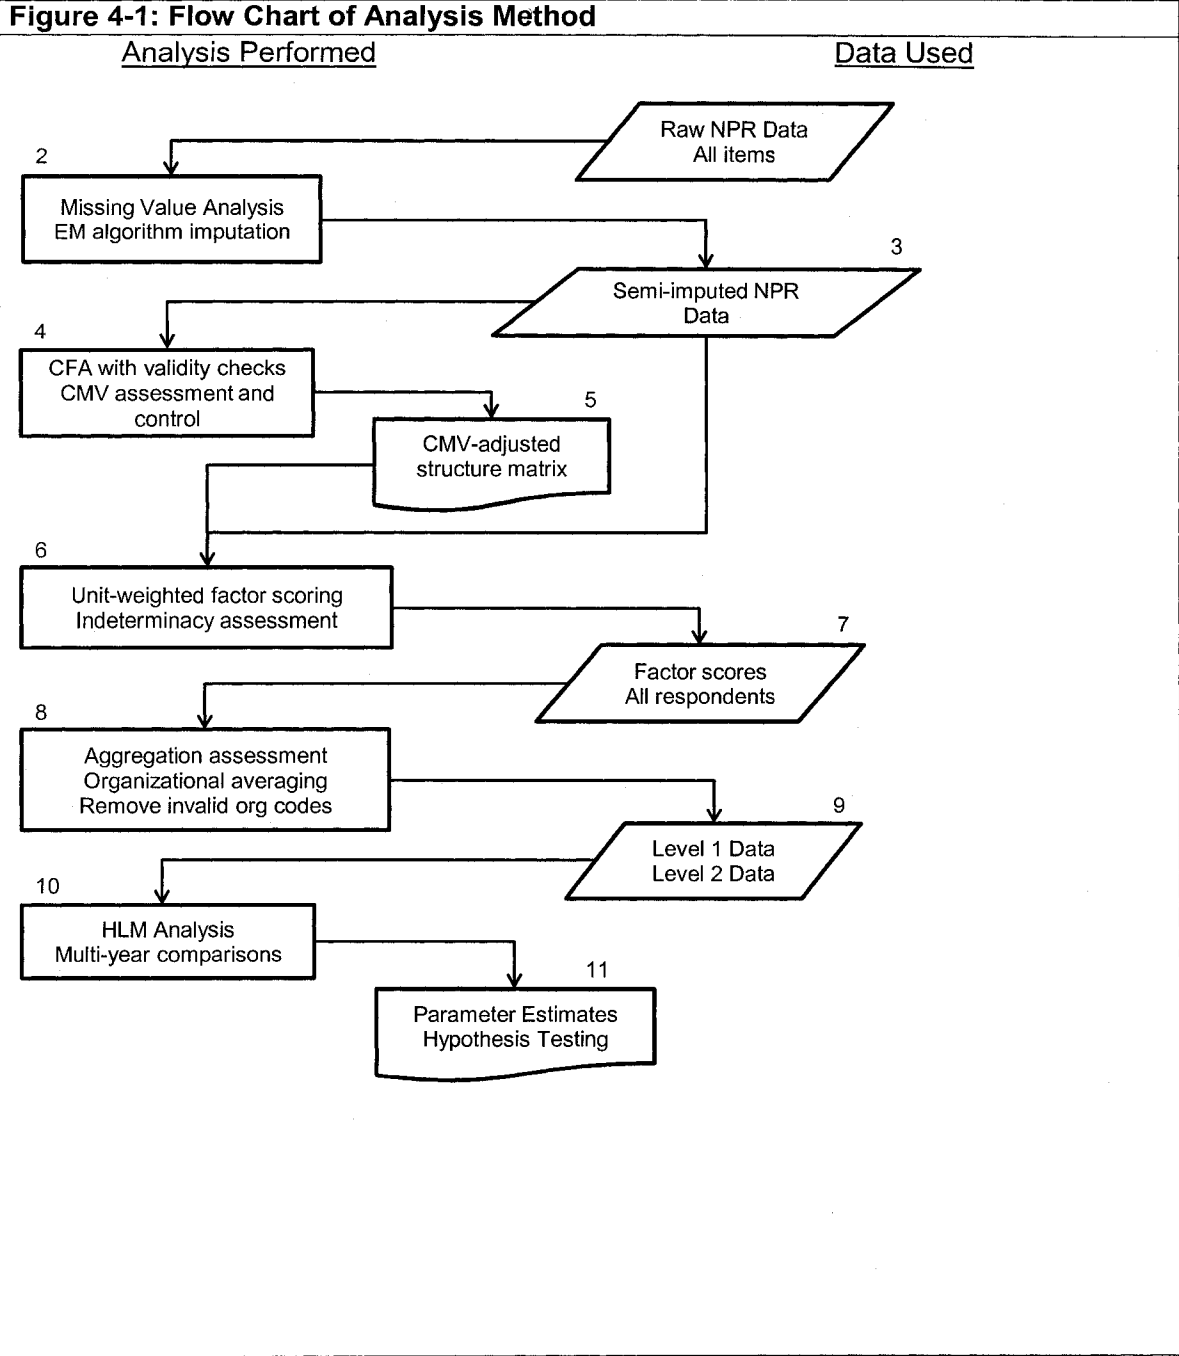 Figure 4-1: Flow Chart of Analysis Method
Analysis Performed
Data Used
Raw NPR Data
All items
2
Missing Value Analysis
EM algorithm imputation
3
Semi-imputed NPR
Data
4
CFA with validity checks
CMV assessment and
control
5
CMV-adjusted
structure matrix
6
Unit-weighted factor scoring
Indeterminacy assessment
7
Factor scores
All respondents
8
Aggregation assessment
Organizational averaging
Remove invalid org codes
9
Level 1 Data
Level 2 Data
10
HLM Analysis
Multi-year comparisons
11
Parameter Estimates
Hypothesis Testing